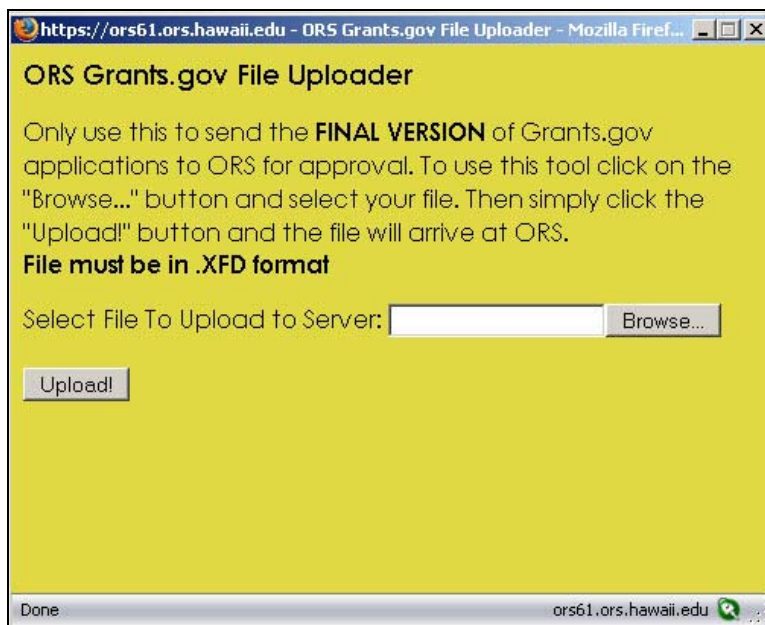 https://ors61.ors.hawaii.edu - ORS Grants.gov File Uploader - Mozilla Firef...
ORS Grants.gov File Uploader
Only use this to send the FINAL VERSION of Grants.gov
applications to ORS for approval. To use this tool click on the
"Browse..." button and select your file. Then simply click the
"Upload!" button and the file will arrive at ORS.
File must be in .XFD format
Select File To Upload to Server: Browse...
Upload!
Done ors61.ors.hawaii.edu